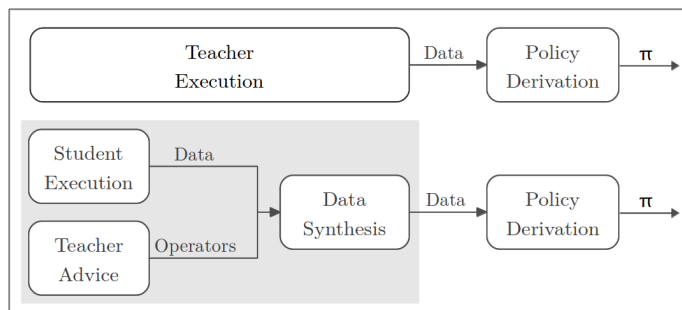 Teacher
Execution
Data
Policy
Derivation
π
Student
Execution
Data
Teacher
Advice
Operators
Data
Synthesis
Data
Policy
Derivation
π